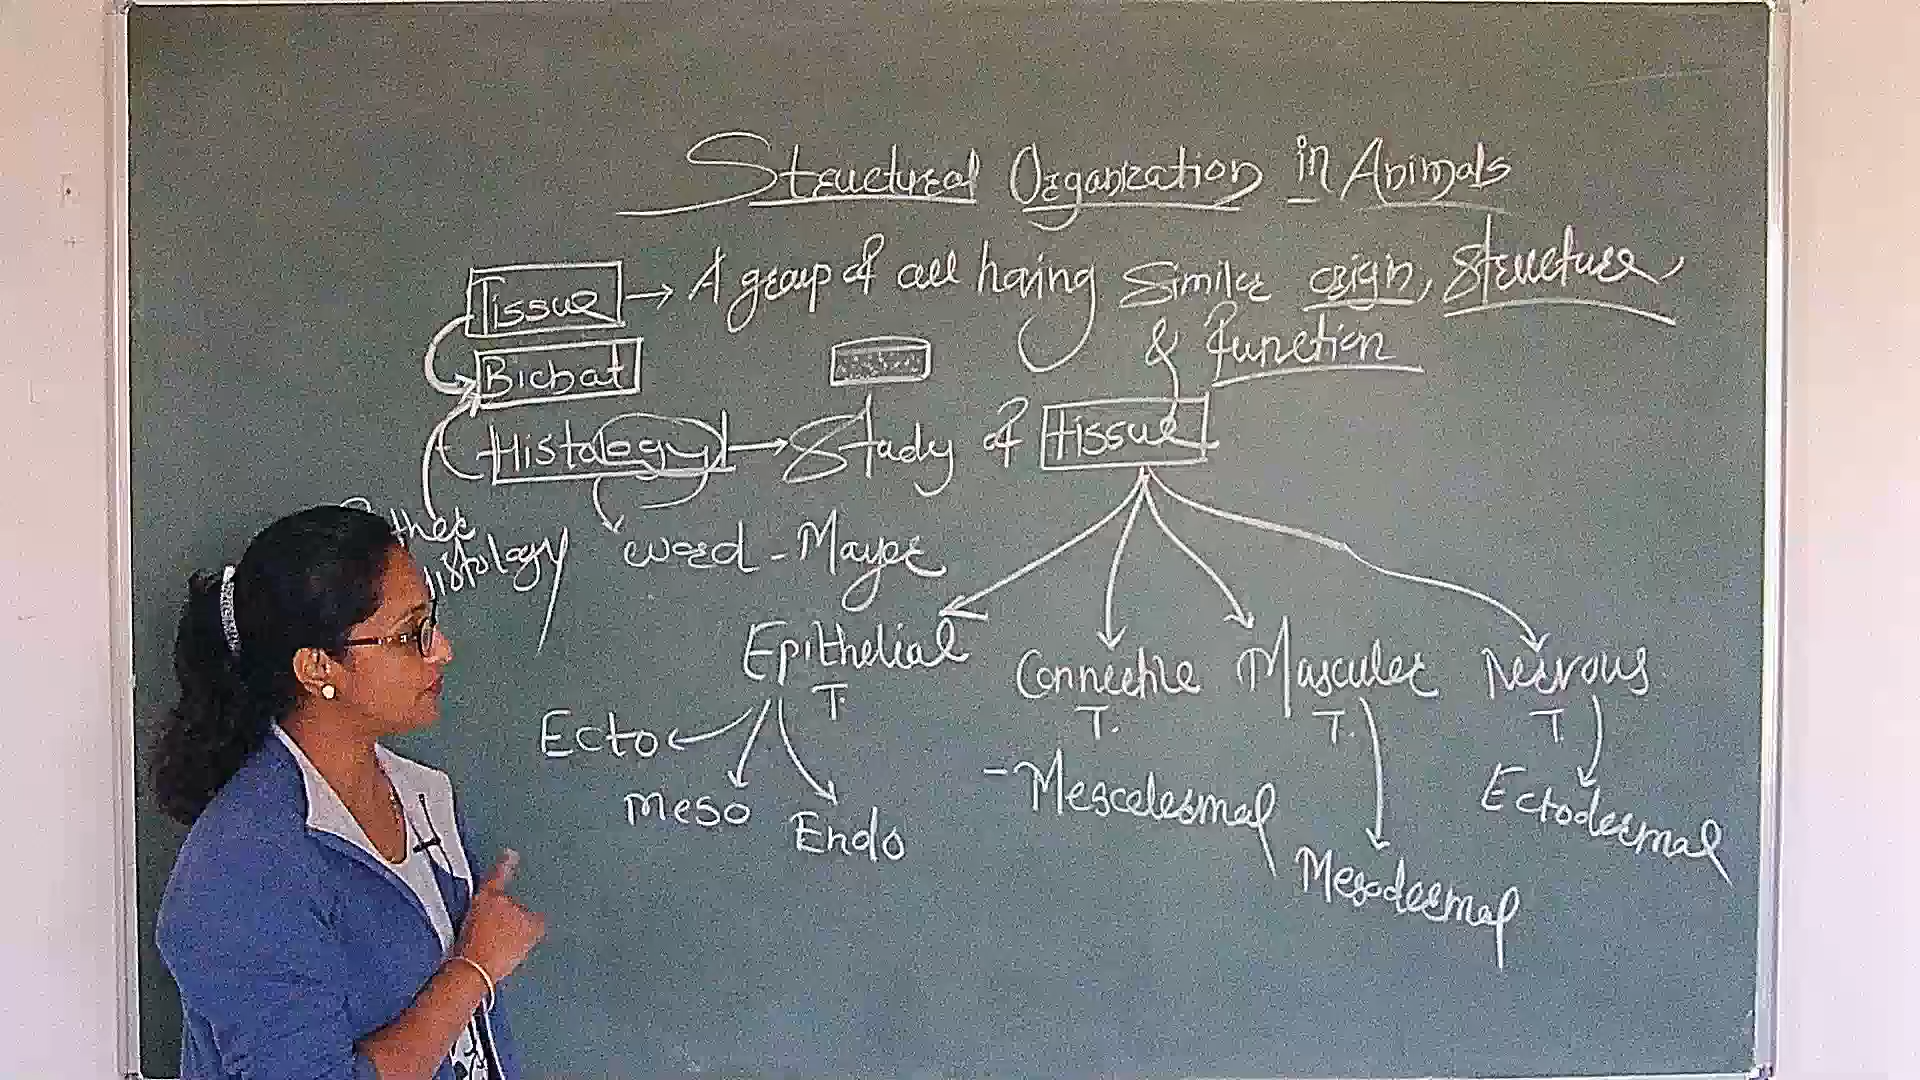 Structural Organization in Animals
Tissue → A group of cell having Similar origin, Structure,
& function
Bichat
Histology → Study of tissue
word - Mayer
Histology
Epithelial T.
Connective T.
Muscular T.
Nervous T.
Ecto
Meso
Endo
- Mesodermal
Mesodermal
Ectodermal